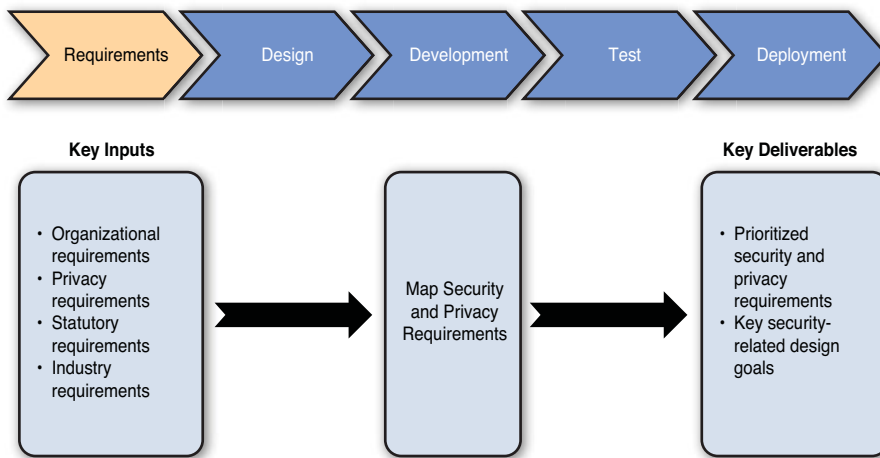 Requirements
Design
Development
Test
Deployment
Key Inputs
• Organizational
requirements
• Privacy
requirements
• Statutory
requirements
• Industry
requirements
Map Security
and Privacy
Requirements
Key Deliverables
• Prioritized
security and
privacy
requirements
• Key security-
related design
goals